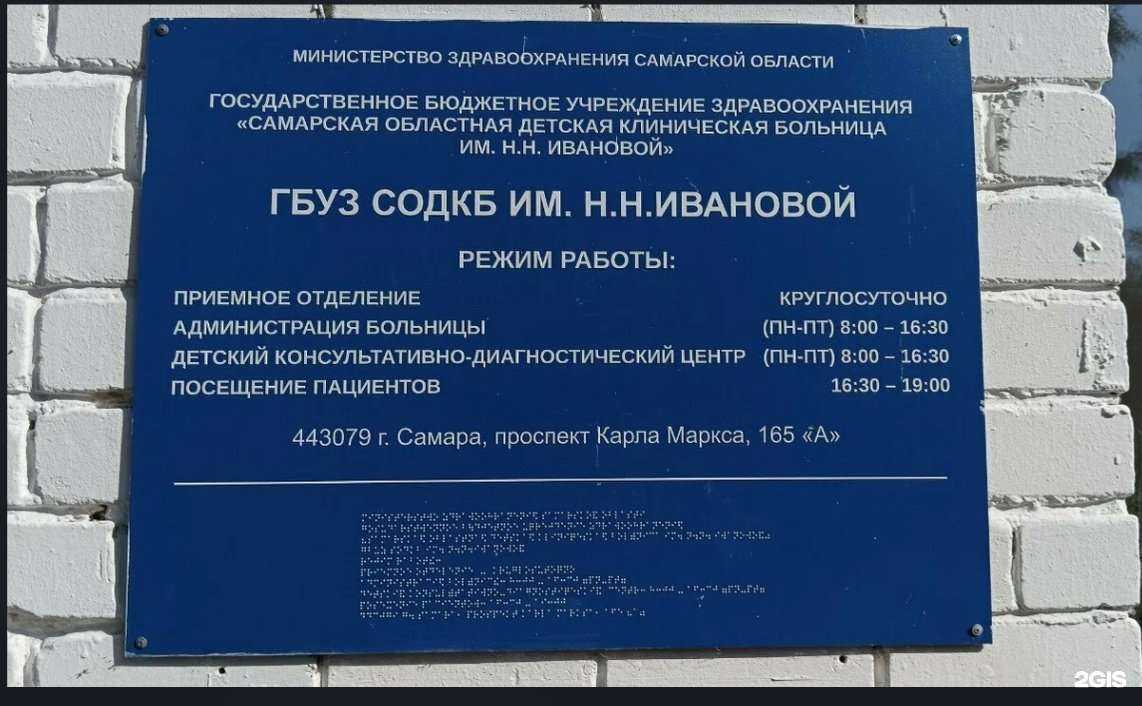 МИНИСТЕРСТВО ЗДРАВООХРАНЕНИЯ САМАРСКОЙ ОБЛАСТИ
ГОСУДАРСТВЕННОЕ БЮДЖЕТНОЕ УЧРЕЖДЕНИЕ ЗДРАВООХРАНЕНИЯ
«САМАРСКАЯ ОБЛАСТНАЯ ДЕТСКАЯ КЛИНИЧЕСКАЯ БОЛЬНИЦА
ИМ. Н.Н. ИВАНОВОЙ»
ГБУЗ СОДКБ ИМ. Н.Н.ИВАНОВОЙ
РЕЖИМ РАБОТЫ:
ПРИЕМНОЕ ОТДЕЛЕНИЕ КРУГЛОСУТОЧНО
АДМИНИСТРАЦИЯ БОЛЬНИЦЫ (ПН-ПТ) 8:00 – 16:30
ДЕТСКИЙ КОНСУЛЬТАТИВНО-ДИАГНОСТИЧЕСКИЙ ЦЕНТР (ПН-ПТ) 8:00 – 16:30
ПОСЕЩЕНИЕ ПАЦИЕНТОВ 16:30 – 19:00
443079 г. Самара, проспект Карла Маркса, 165 «А»
2GIS